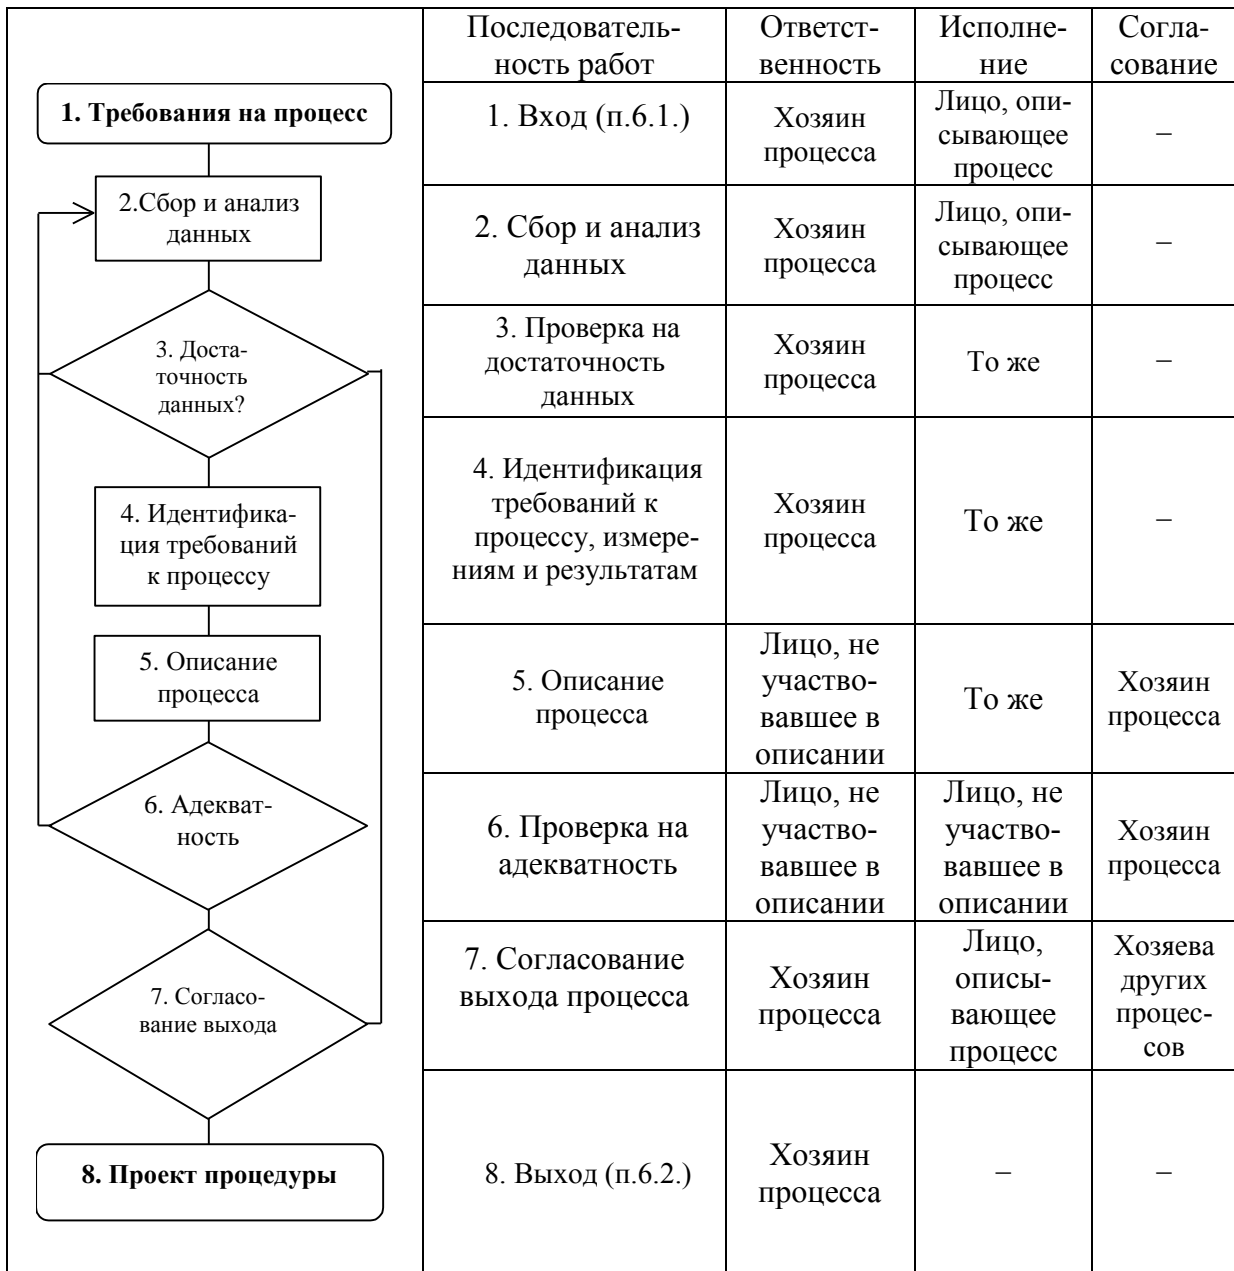 Последователь-
ность работ
Ответст-
венность
Исполне-
ние
Согла-
сование
1. Требования на процесс
1. Вход (п.6.1.)
Хозяин
процесса
Лицо, опи-
сывающее
процесс
–
2.Сбор и анализ
данных
2. Сбор и анализ
данных
Хозяин
процесса
Лицо, опи-
сывающее
процесс
–
3. Доста-
точность
данных?
3. Проверка на
достаточность
данных
Хозяин
процесса
То же
–
4. Идентифика-
ция требований
к процессу
4. Идентификация
требований к
процессу, измере-
ниям и результатам
Хозяин
процесса
То же
–
5. Описание
процесса
5. Описание
процесса
Лицо, не
участво-
вавшее в
описании
То же
Хозяин
процесса
6. Адекват-
ность
6. Проверка на
адекватность
Лицо, не
участво-
вавшее в
описании
Лицо, не
участво-
вавшее в
описании
Хозяин
процесса
7. Согласо-
вание выхода
7. Согласование
выхода процесса
Хозяин
процесса
Лицо,
описы-
вающее
процесс
Хозяева
других
процес-
сов
8. Проект процедуры
8. Выход (п.6.2.)
Хозяин
процесса
–
–